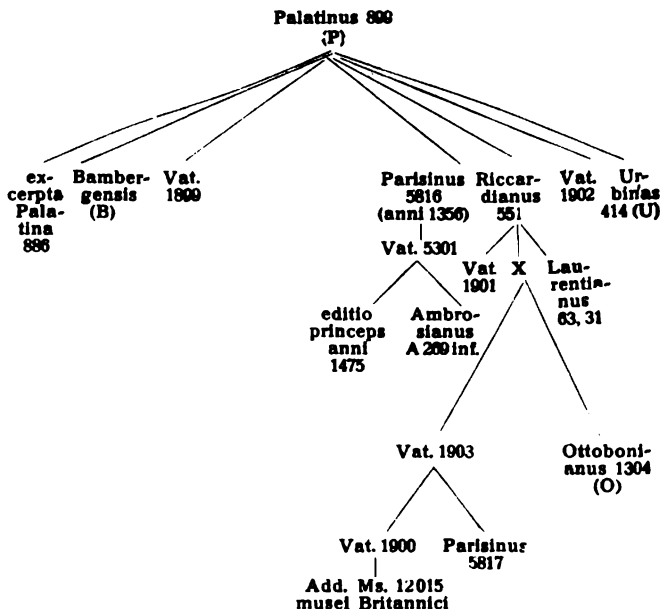 Palatinus 899
(P)
ex-
cerpta
Pala-
tina
886
Bamber-
gensis
(B)
Vat.
1899
Parisinus
5816
(anni 1356)
Riccar-
dianus
551
Vat.
1902
Ur-
binas
414 (U)
Vat. 5301
Vat.
1901
X
Lau-
rentia-
nus
63, 31
editio
princeps
anni
1475
Ambro-
sianus
A 269 inf.
Vat. 1903
Ottoboni-
anus 1304
(O)
Vat. 1900
Parisinus
5817
Add. Ms. 12015
musei Britannici